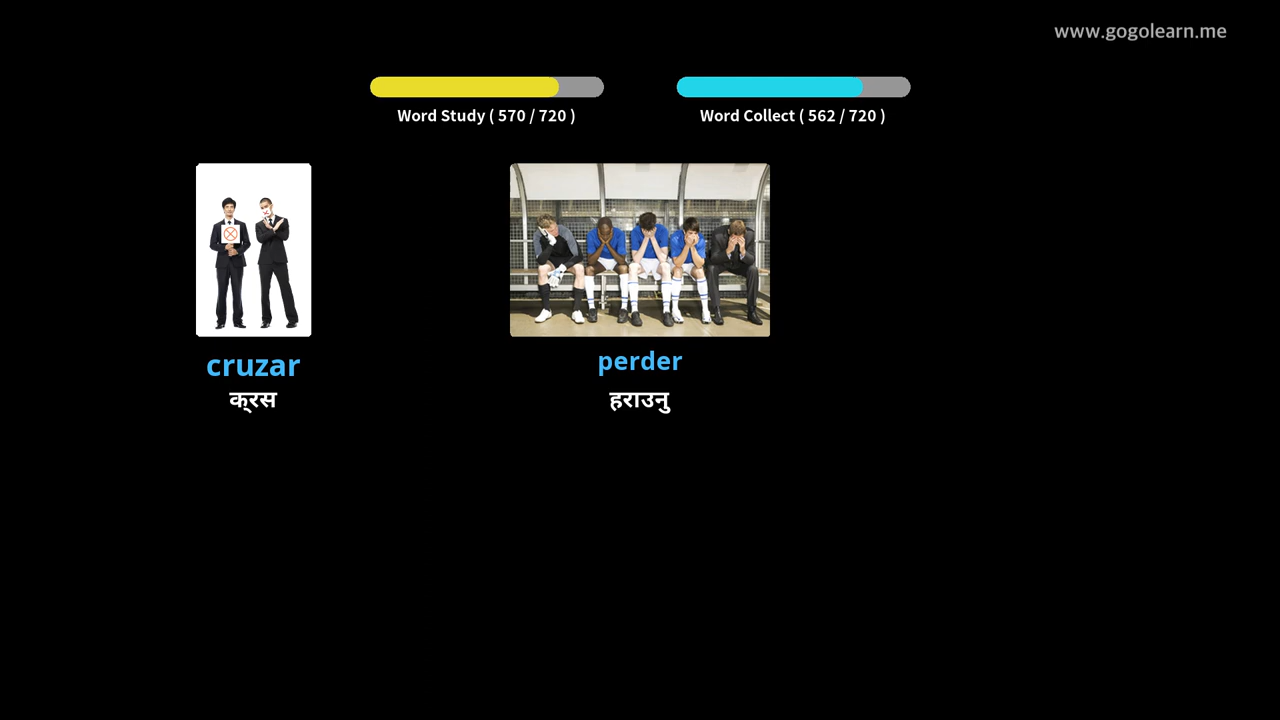 www.gogolearn.me
Word Study ( 570 / 720 )
Word Collect ( 562 / 720 )
cruzar
क्रस
perder
हराउनु